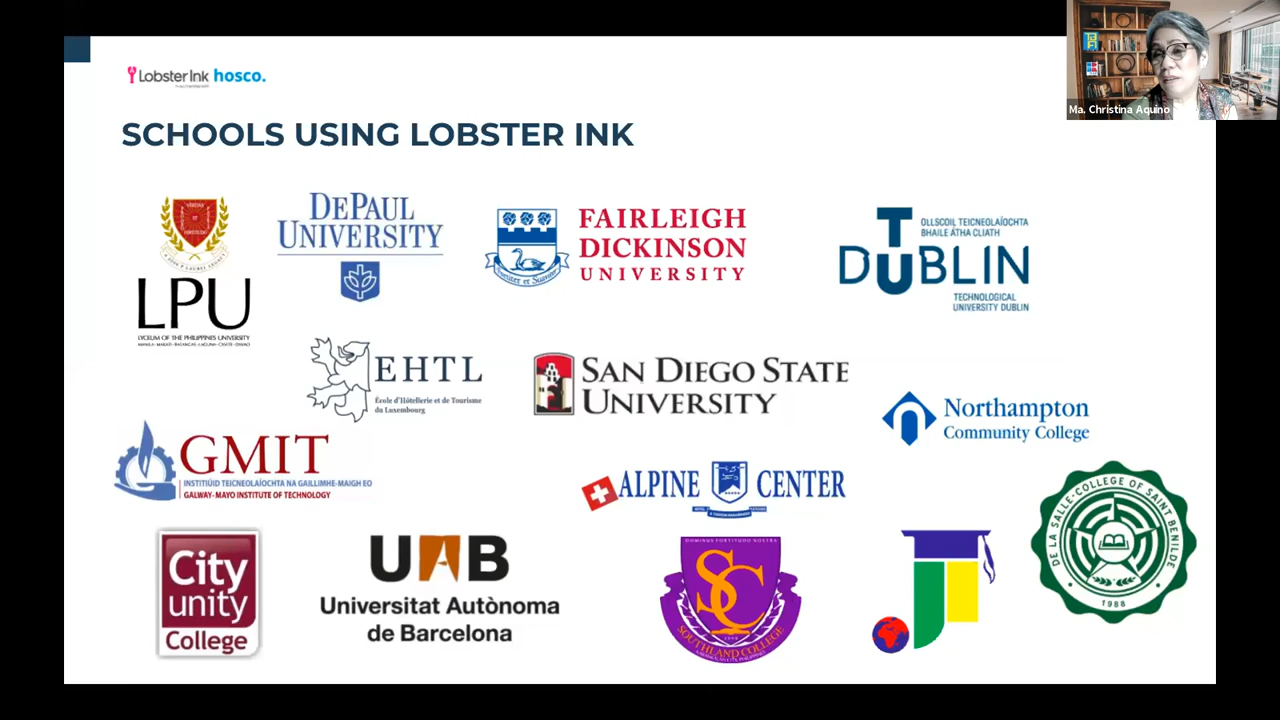 Lobster Ink hosco.
Ma. Christina Aquino
SCHOOLS USING LOBSTER INK
LPU
LYCEUM OF THE PHILIPPINES UNIVERSITY
DEPAUL
UNIVERSITY
FAIRLEIGH
DICKINSON
UNIVERSITY
OLLSCOIL TEICNEOLAÍOCHTA
BHAILE ÁTHA CLIATH
TU DUBLIN
TECHNOLOGICAL
UNIVERSITY DUBLIN
EHTL
École d'Hôtellerie et de Tourisme
du Luxembourg
SAN DIEGO STATE
UNIVERSITY
Northampton
Community College
GMIT
INSTITIÚID TEICNEOLAÍOCHTA NA GAILLIMHE-MAIGH EO
GALWAY-MAYO INSTITUTE OF TECHNOLOGY
ALPINE CENTER
DE LA SALLE-COLLEGE OF SAINT BENILDE
1988
City
unity
College
UAB
Universitat Autònoma
de Barcelona
DOMINUS FORTITUDO NOSTRA
SC
SOUTHLAND COLLEGE